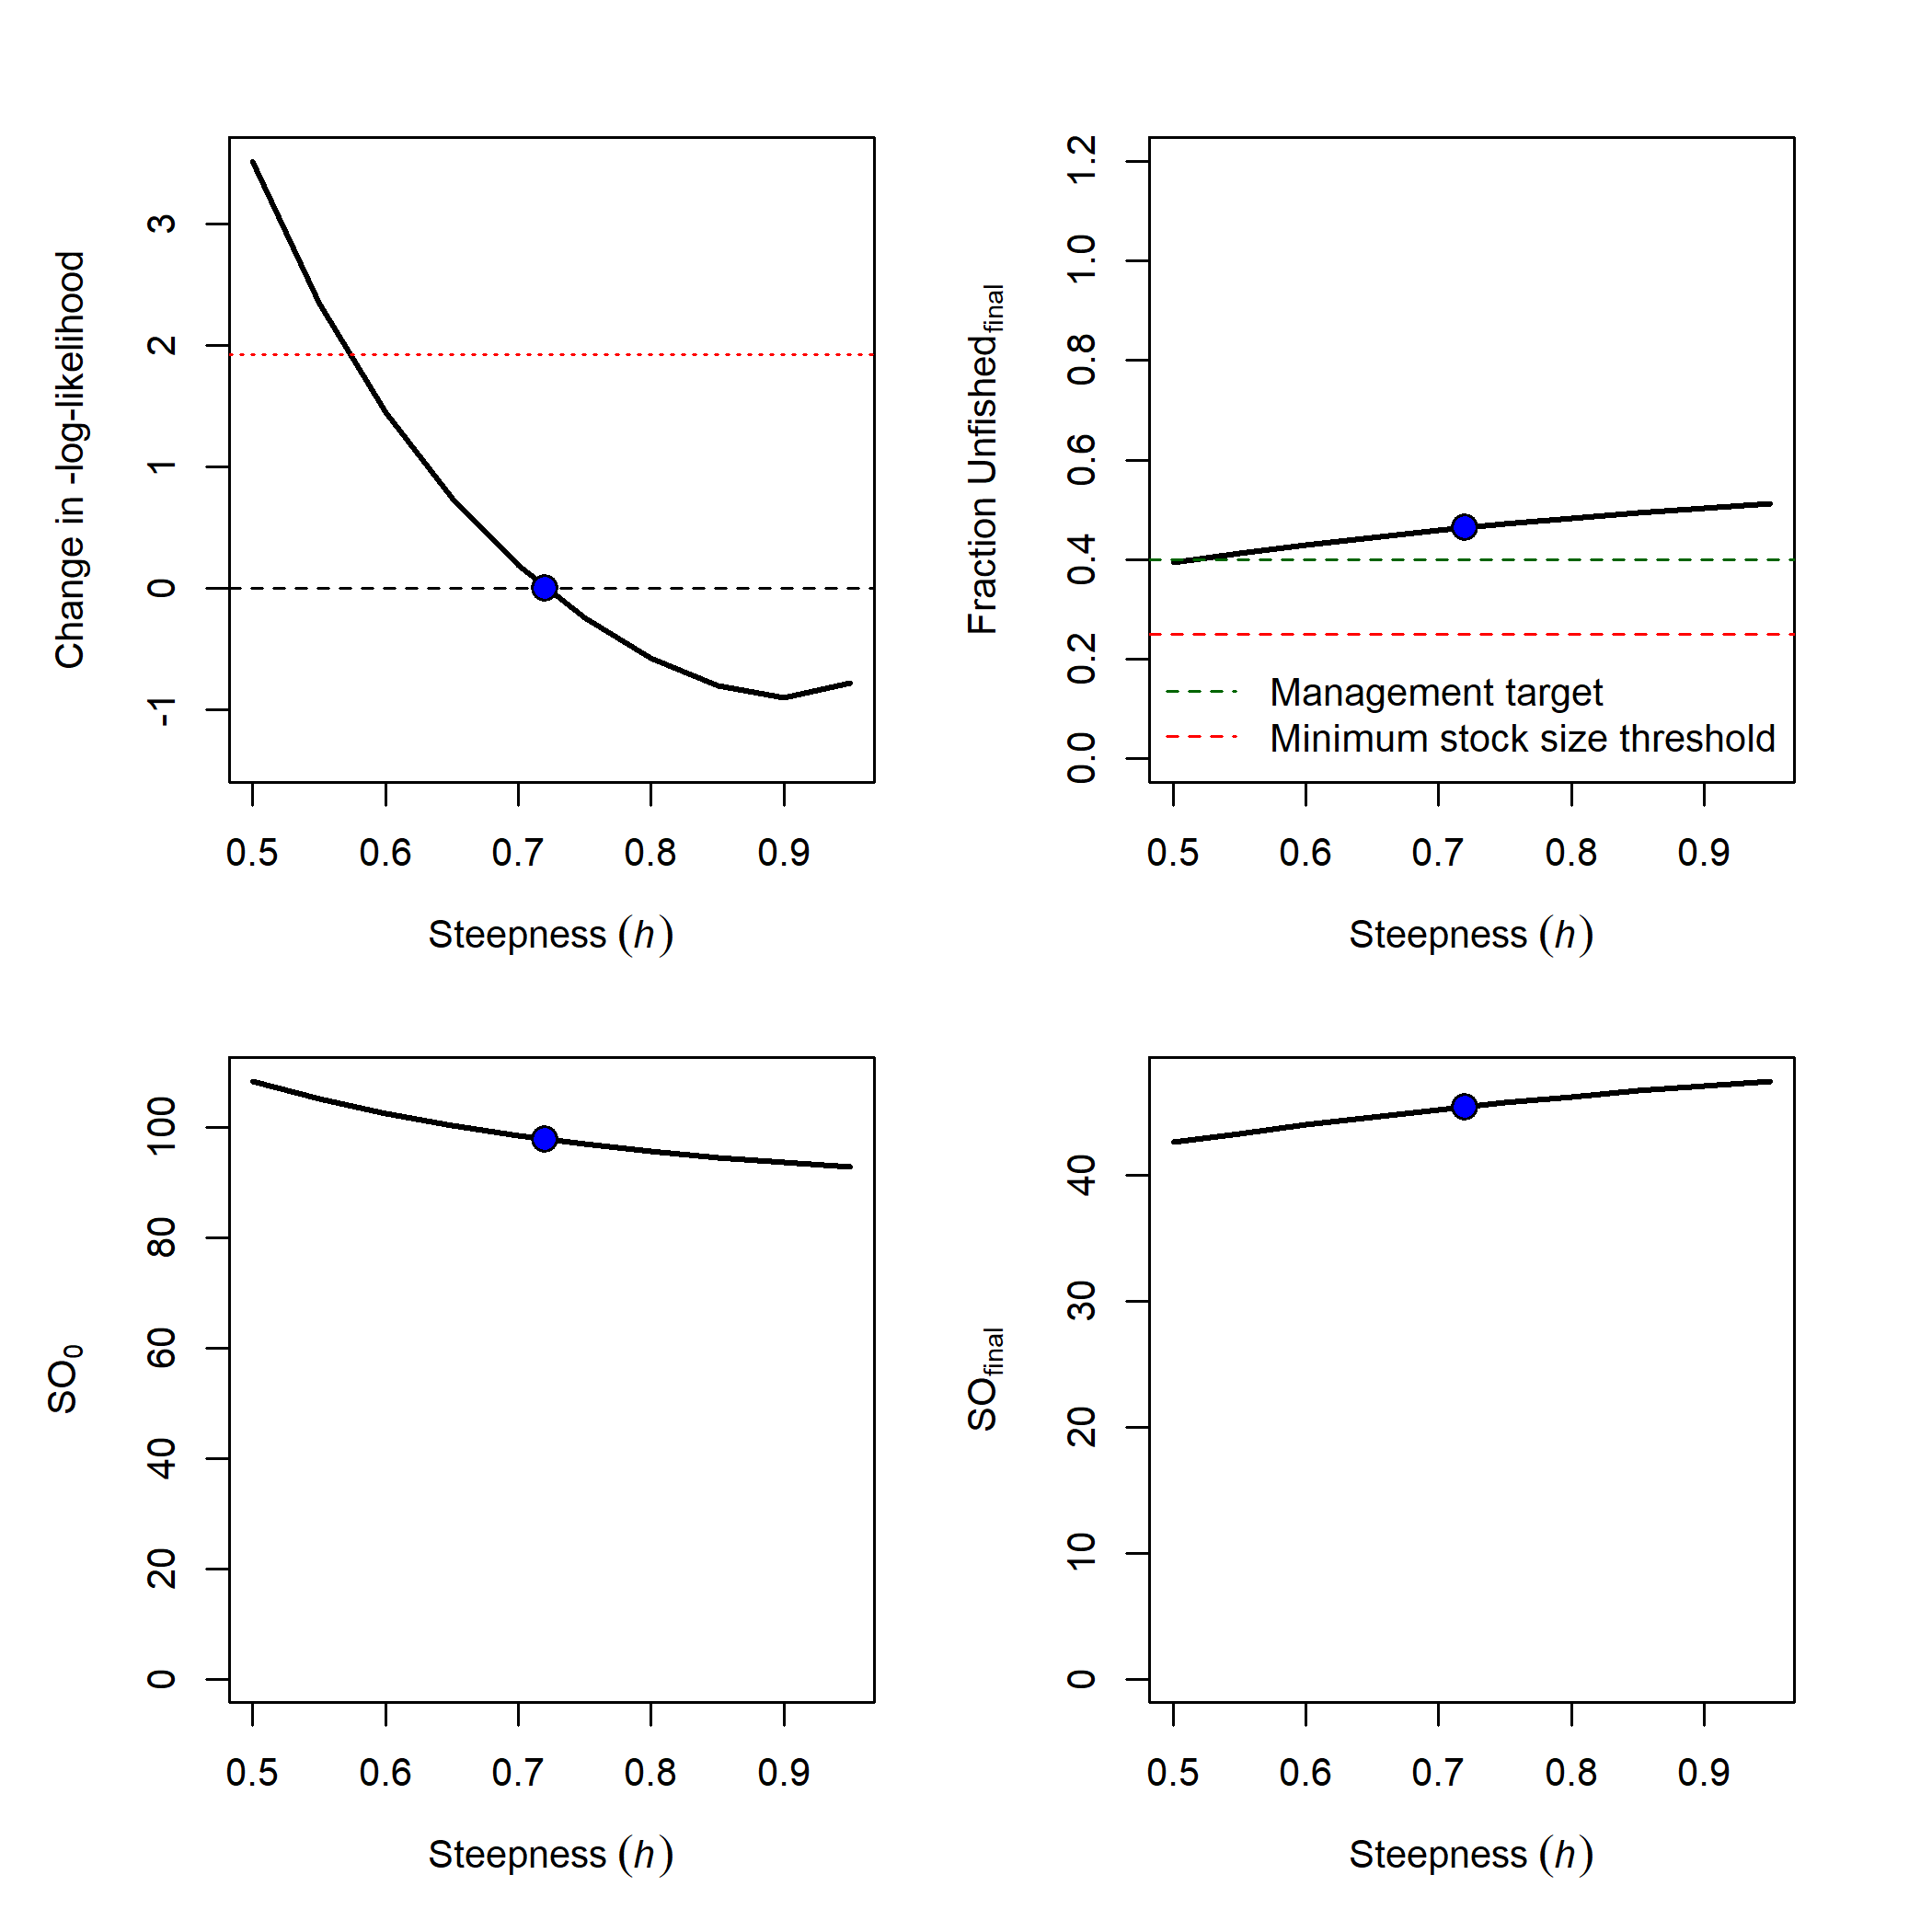 Change in -log-likelihood
3
2
1
0
-1
0.5 0.6 0.7 0.8 0.9
Steepness (h)
Fraction Unfished final
1.2
1.0
0.8
0.6
0.4
0.2
0.0
Management target
Minimum stock size threshold
0.5 0.6 0.7 0.8 0.9
Steepness (h)
SO0
100
80
60
40
20
0
0.5 0.6 0.7 0.8 0.9
Steepness (h)
SOfinal
40
30
20
10
0
0.5 0.6 0.7 0.8 0.9
Steepness (h)